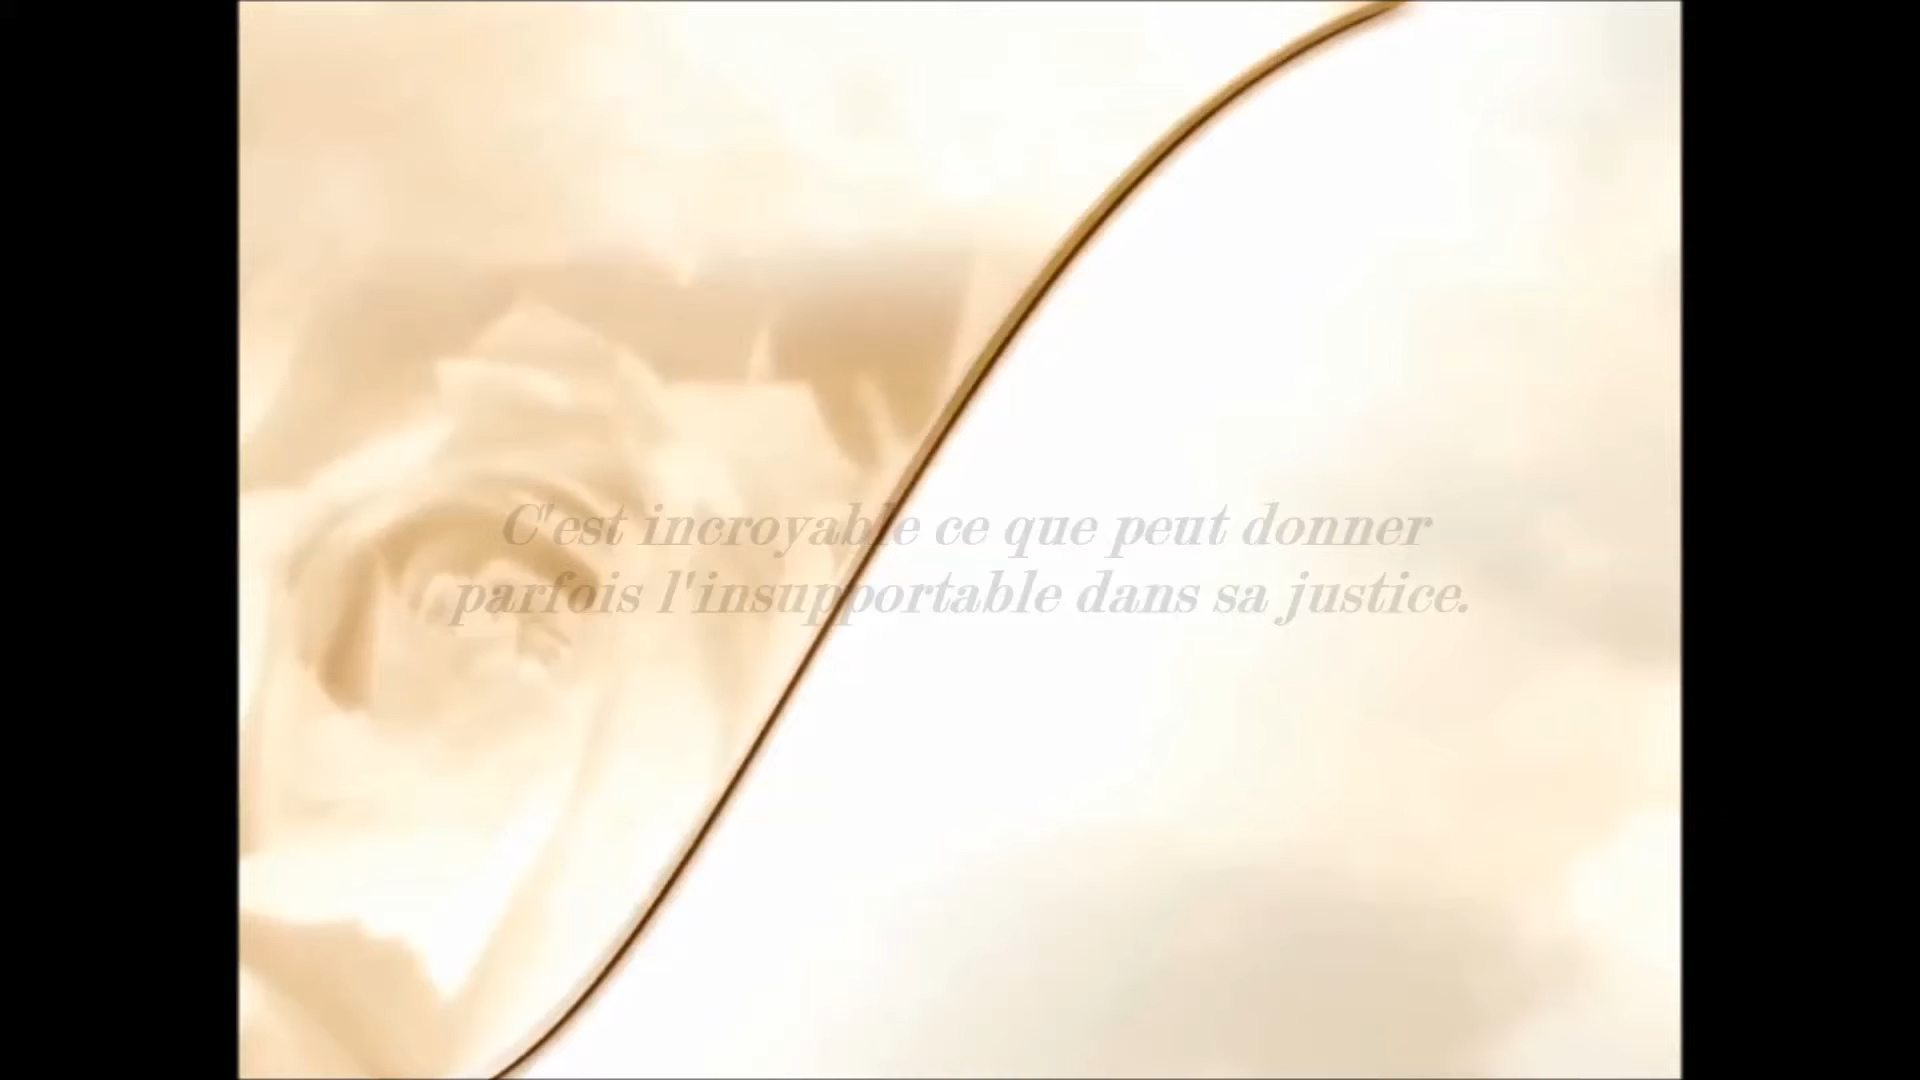 C'est incroyable ce que peut donner
parfois l'insupportable dans sa justice.